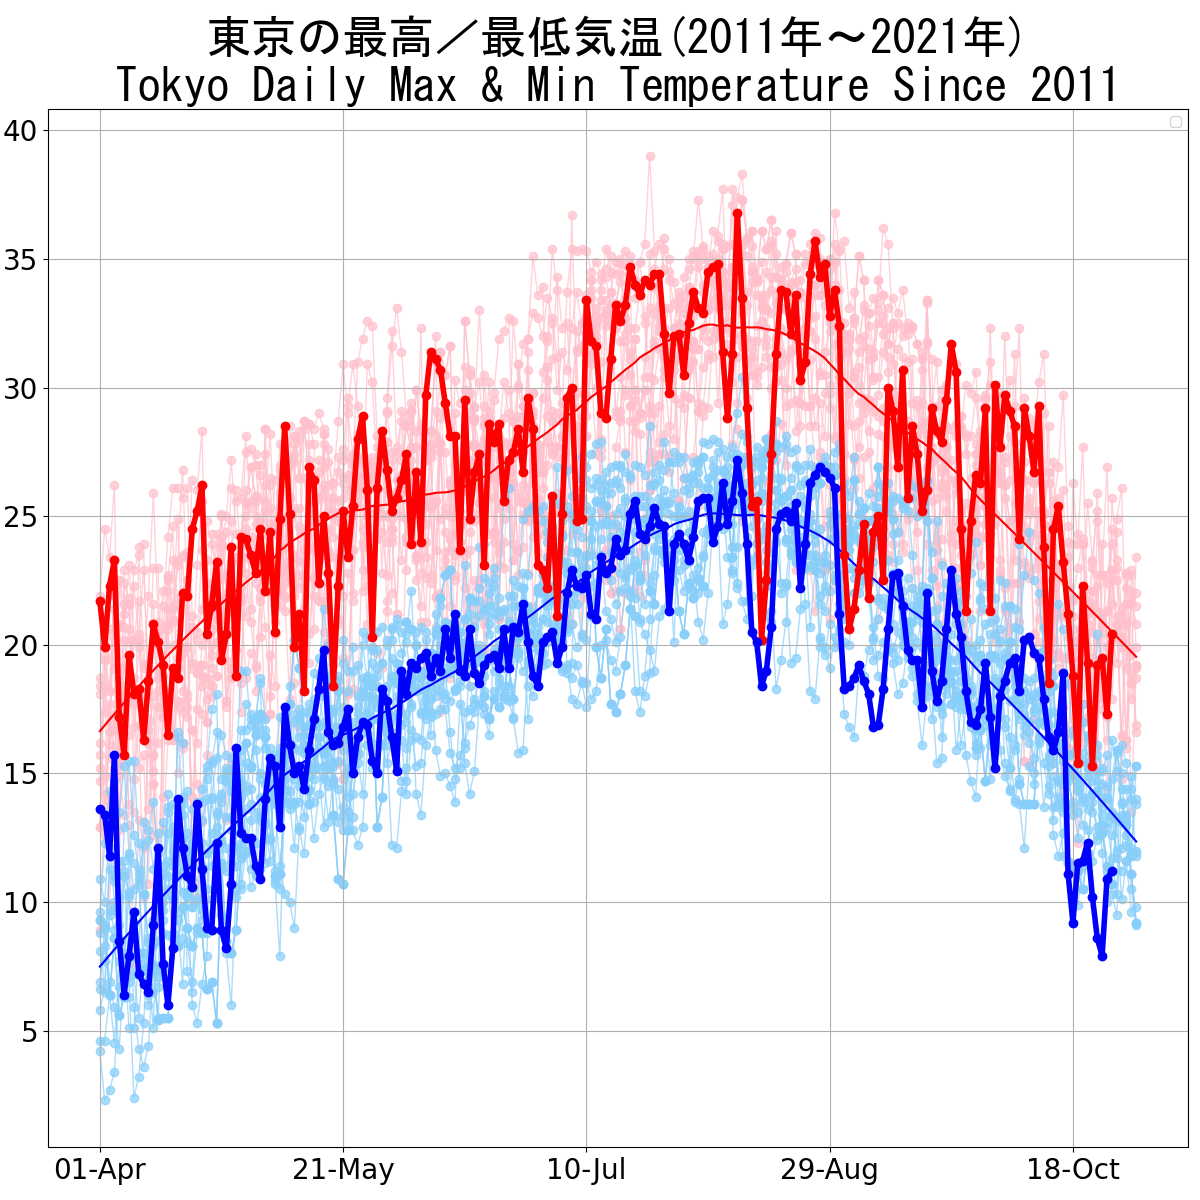 東京の最高／最低気温(2011年～2021年)
Tokyo Daily Max & Min Temperature Since 2011
40
35
30
25
20
15
10
5
01-Apr 21-May 10-Jul 29-Aug 18-Oct